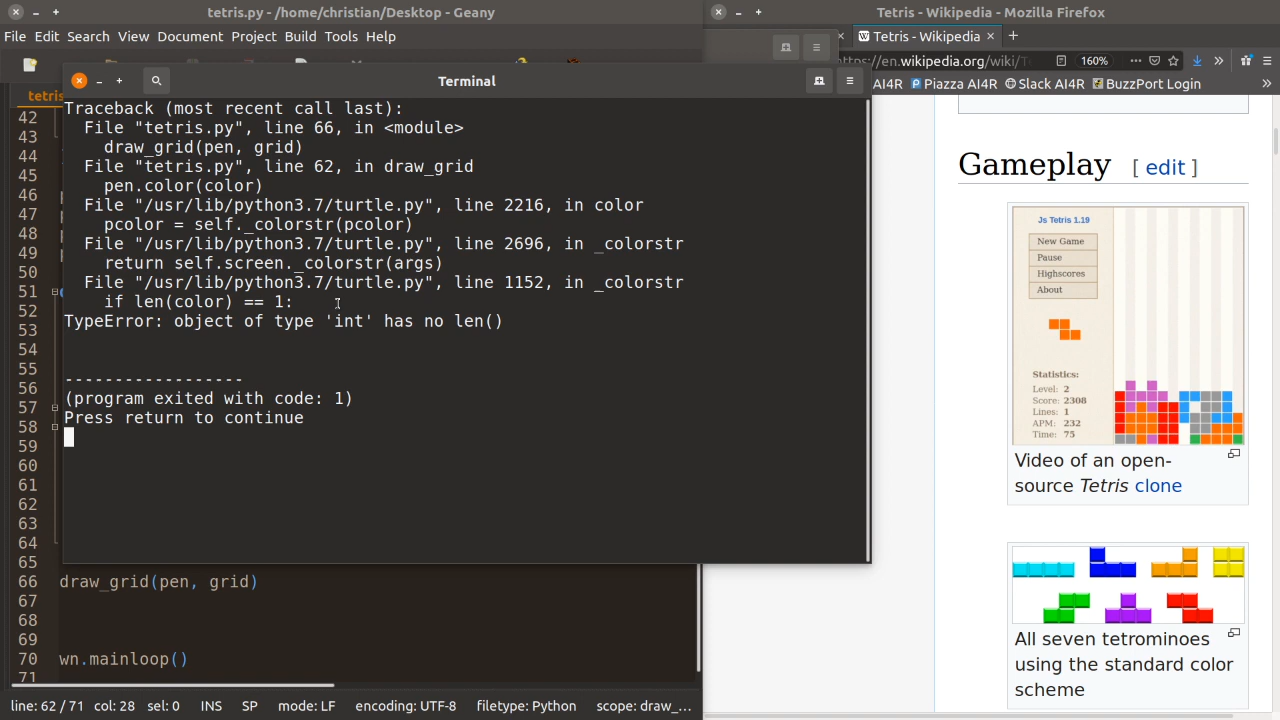 tetris.py - /home/christian/Desktop - Geany
File Edit Search View Document Project Build Tools Help
tetris
42
43
44
45
46
47
48
49
50
51
52
53
54
55
56
57
58
59
60
61
62
63
64
65
66 draw_grid(pen, grid)
67
68
69
70 wn.mainloop()
71
line: 62 / 71 col: 28 sel: 0 INS SP mode: LF encoding: UTF-8 filetype: Python scope: draw_...
Terminal
Traceback (most recent call last):
File "tetris.py", line 66, in <module>
draw_grid(pen, grid)
File "tetris.py", line 62, in draw_grid
pen.color(color)
File "/usr/lib/python3.7/turtle.py", line 2216, in color
pcolor = self._colorstr(pcolor)
File "/usr/lib/python3.7/turtle.py", line 2696, in _colorstr
return self.screen._colorstr(args)
File "/usr/lib/python3.7/turtle.py", line 1152, in _colorstr
if len(color) == 1:
TypeError: object of type 'int' has no len()
------------------
(program exited with code: 1)
Press return to continue
Tetris - Wikipedia - Mozilla Firefox
Tetris - Wikipedia
https://en.wikipedia.org/wiki/T 160%
AI4R Piazza AI4R Slack AI4R BuzzPort Login
Gameplay [ edit ]
Js Tetris 1.19
New Game
Pause
Highscores
About
Statistics:
Level: 2
Score: 2308
Lines: 1
APM: 232
Time: 75
Video of an open-
source Tetris clone
All seven tetrominoes
using the standard color
scheme